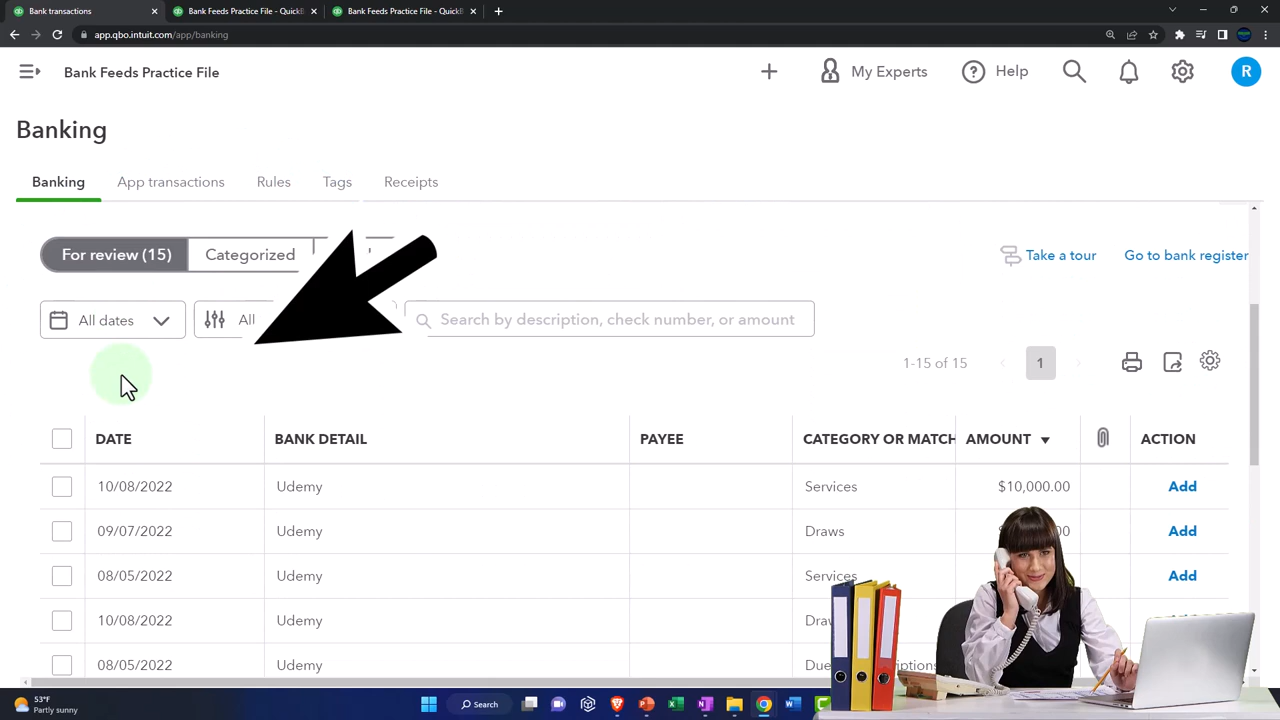 Bank transactions
Bank Feeds Practice File - QuickB
Bank Feeds Practice File - QuickB
app.qbo.intuit.com/app/banking
Bank Feeds Practice File
My Experts
Help
R
Banking
Banking
App transactions
Rules
Tags
Receipts
For review (15)
Categorized
Take a tour
Go to bank register
All dates
All
Search by description, check number, or amount
1-15 of 15
1
DATE
BANK DETAIL
PAYEE
CATEGORY OR MATCH
AMOUNT
ACTION
10/08/2022
Udemy
Services
$10,000.00
Add
09/07/2022
Udemy
Draws
Add
08/05/2022
Udemy
Services
Add
10/08/2022
Udemy
08/05/2022
Udemy
53°F
Partly sunny
Search